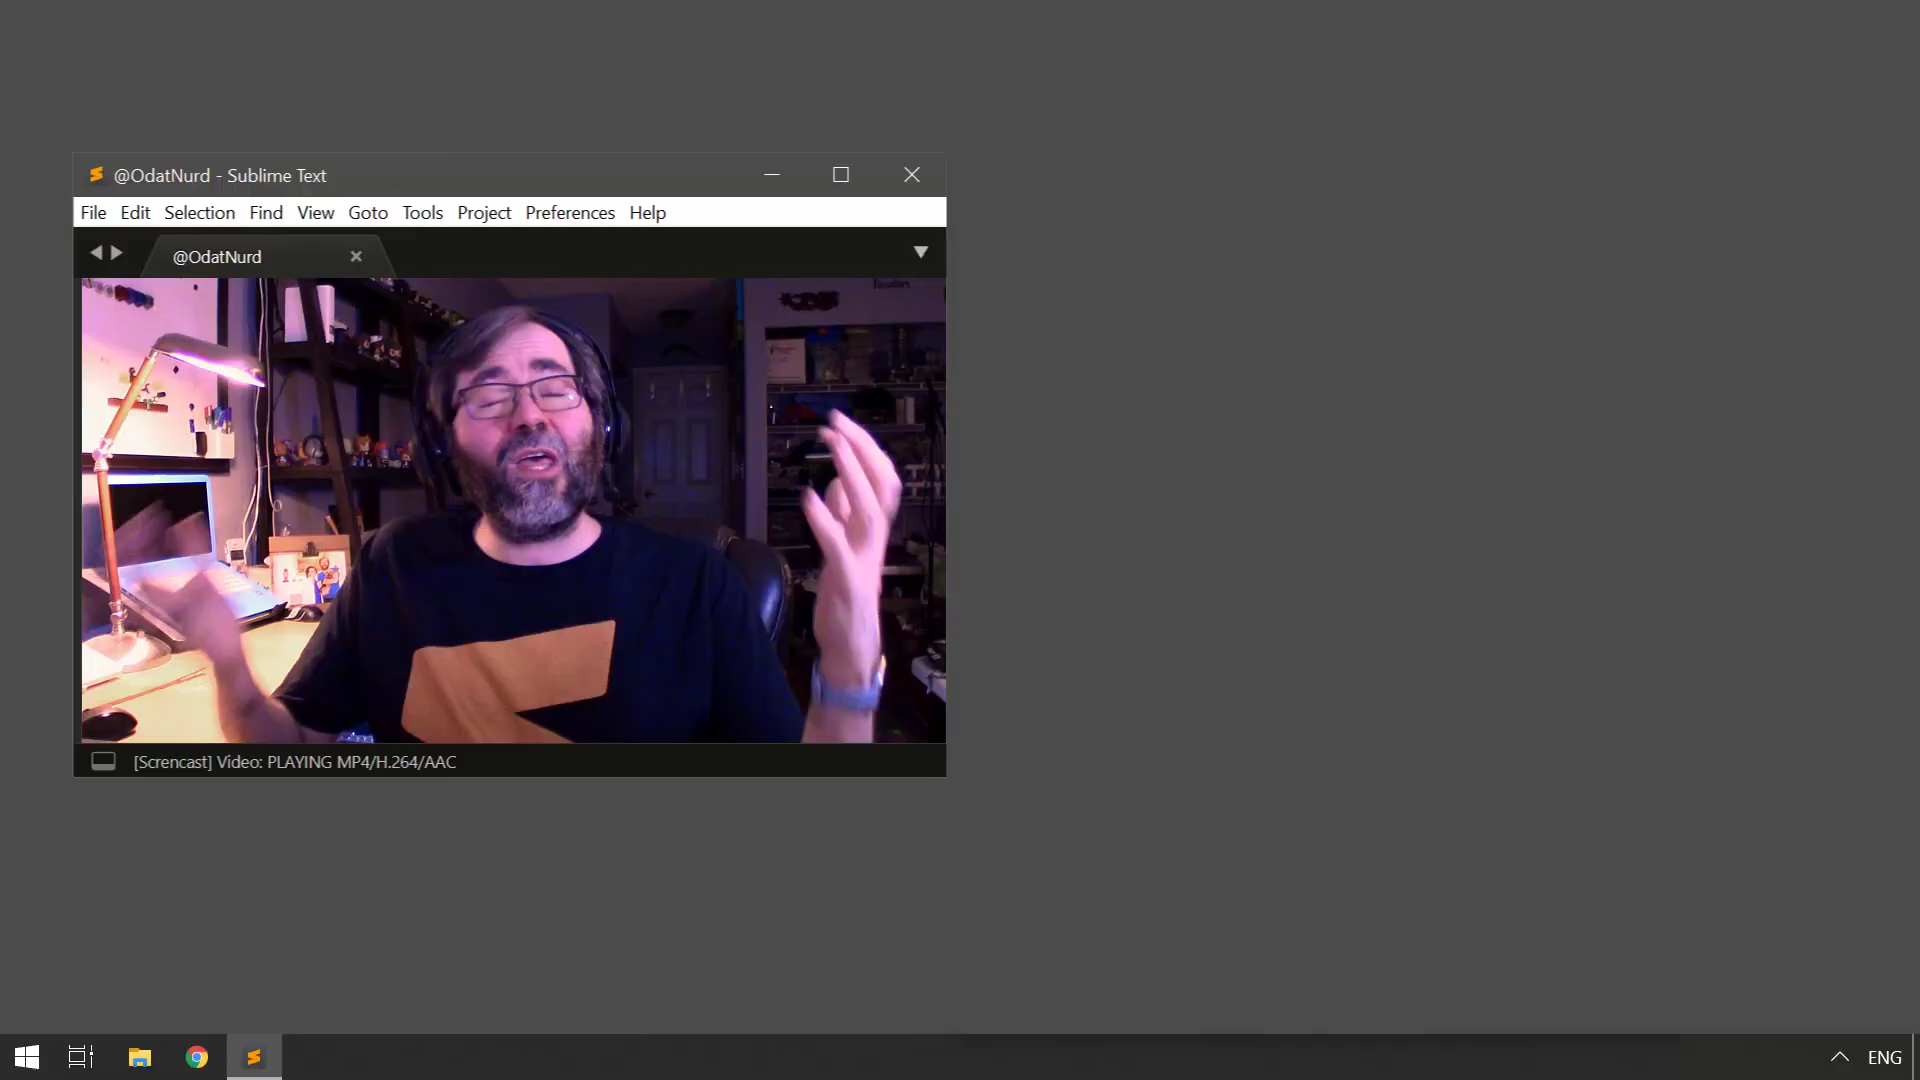 @OdatNurd - Sublime Text
File Edit Selection Find View Goto Tools Project Preferences Help
@OdatNurd
[Screncast] Video: PLAYING MP4/H.264/AAC
ENG